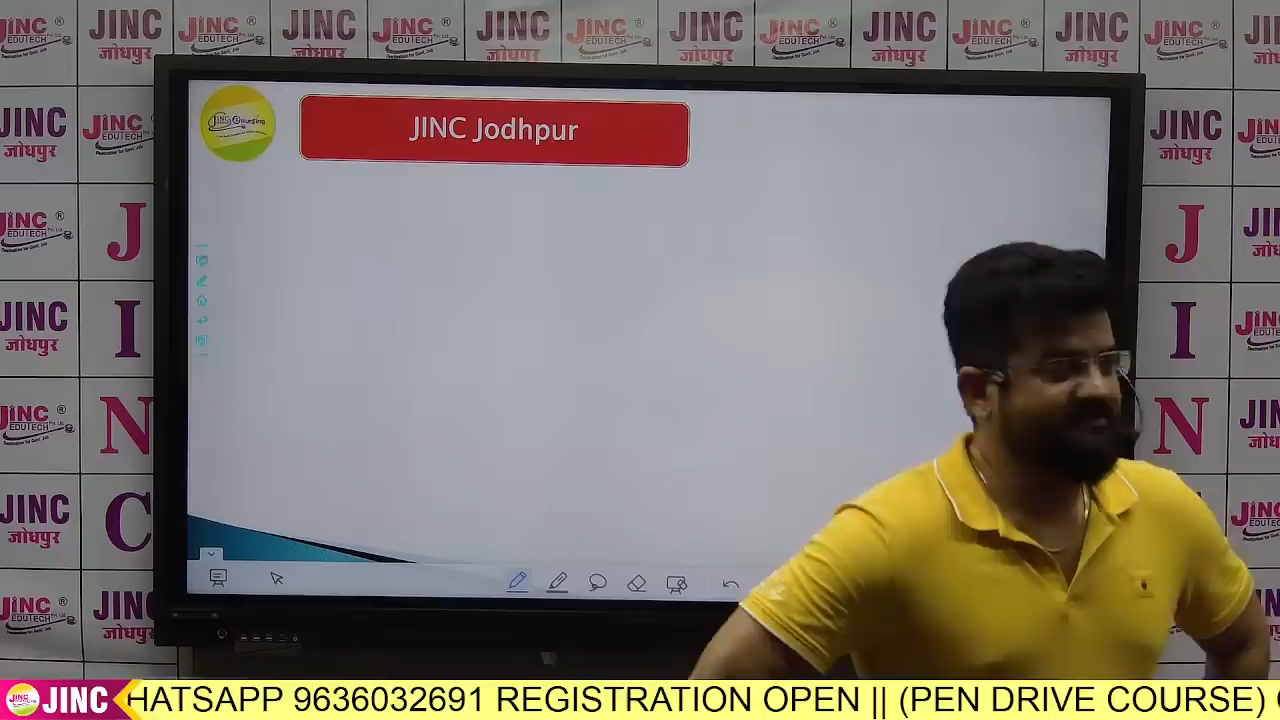 JINC
जोधपुर
JINC
EDUTECH
JINC Jodhpur
J
I
N
C
J
I
N
JINC
HATSAPP 9636032691 REGISTRATION OPEN || (PEN DRIVE COURSE)